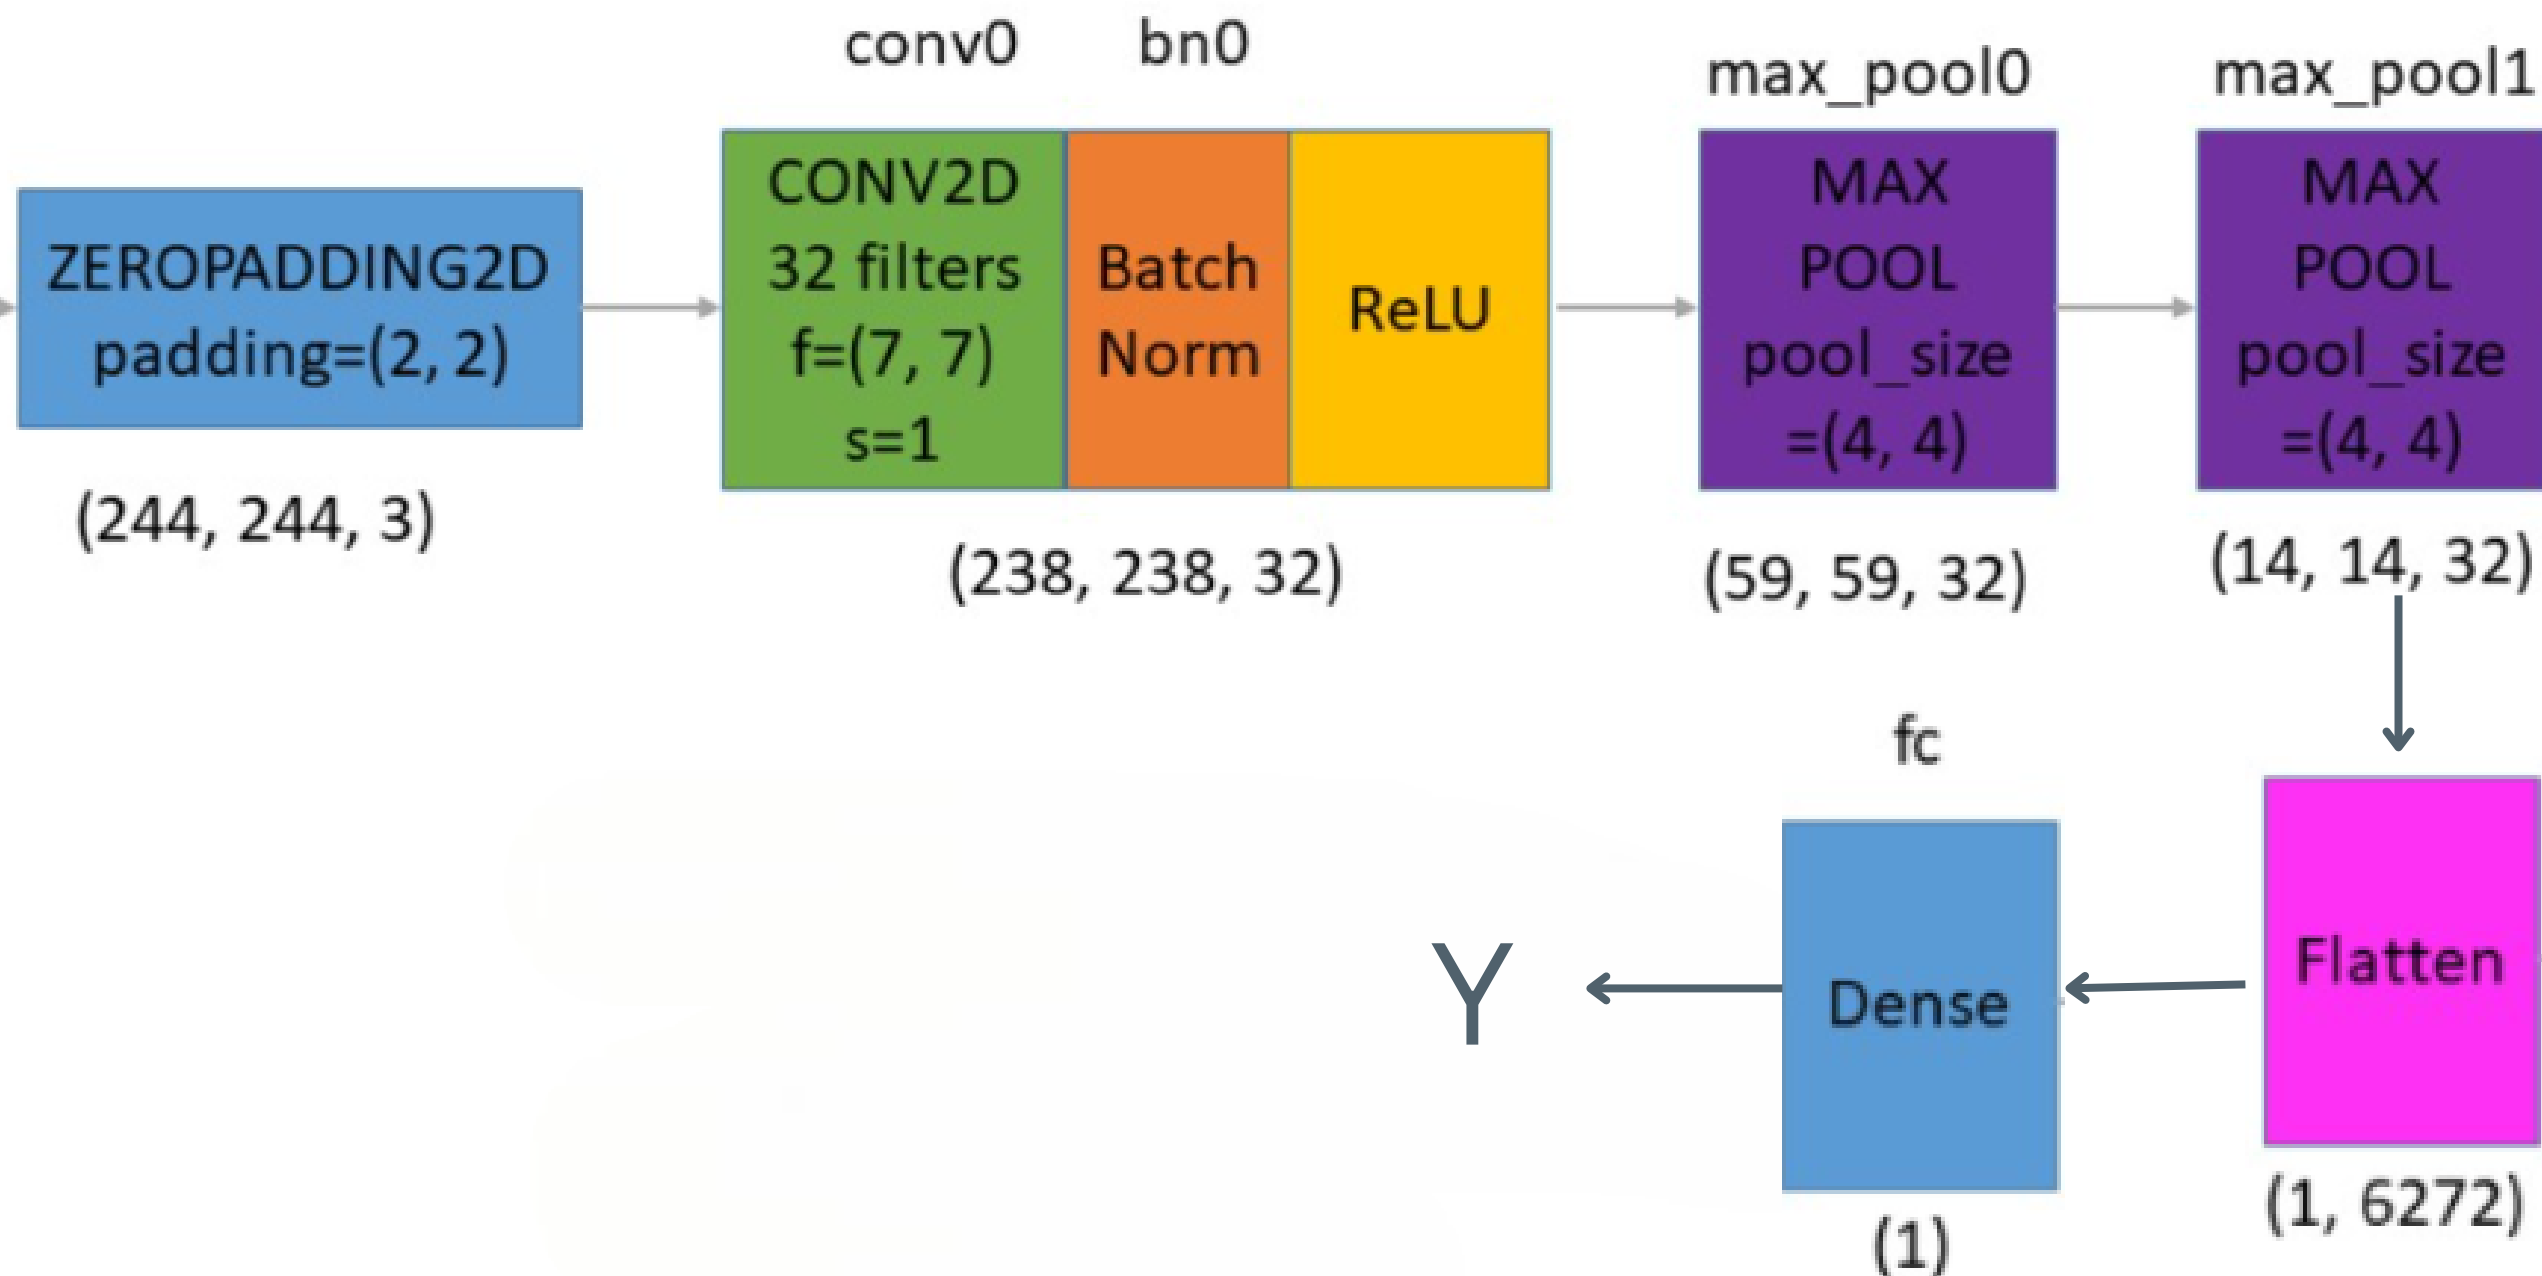 ZEROPADDING2D
padding=(2, 2)
(244, 244, 3)
conv0
bn0
CONV2D
32 filters
f=(7, 7)
s=1
Batch
Norm
ReLU
(238, 238, 32)
max_pool0
MAX
POOL
pool_size
=(4, 4)
(59, 59, 32)
max_pool1
MAX
POOL
pool_size
=(4, 4)
(14, 14, 32)
Flatten
(1, 6272)
fc
Dense
(1)
Y